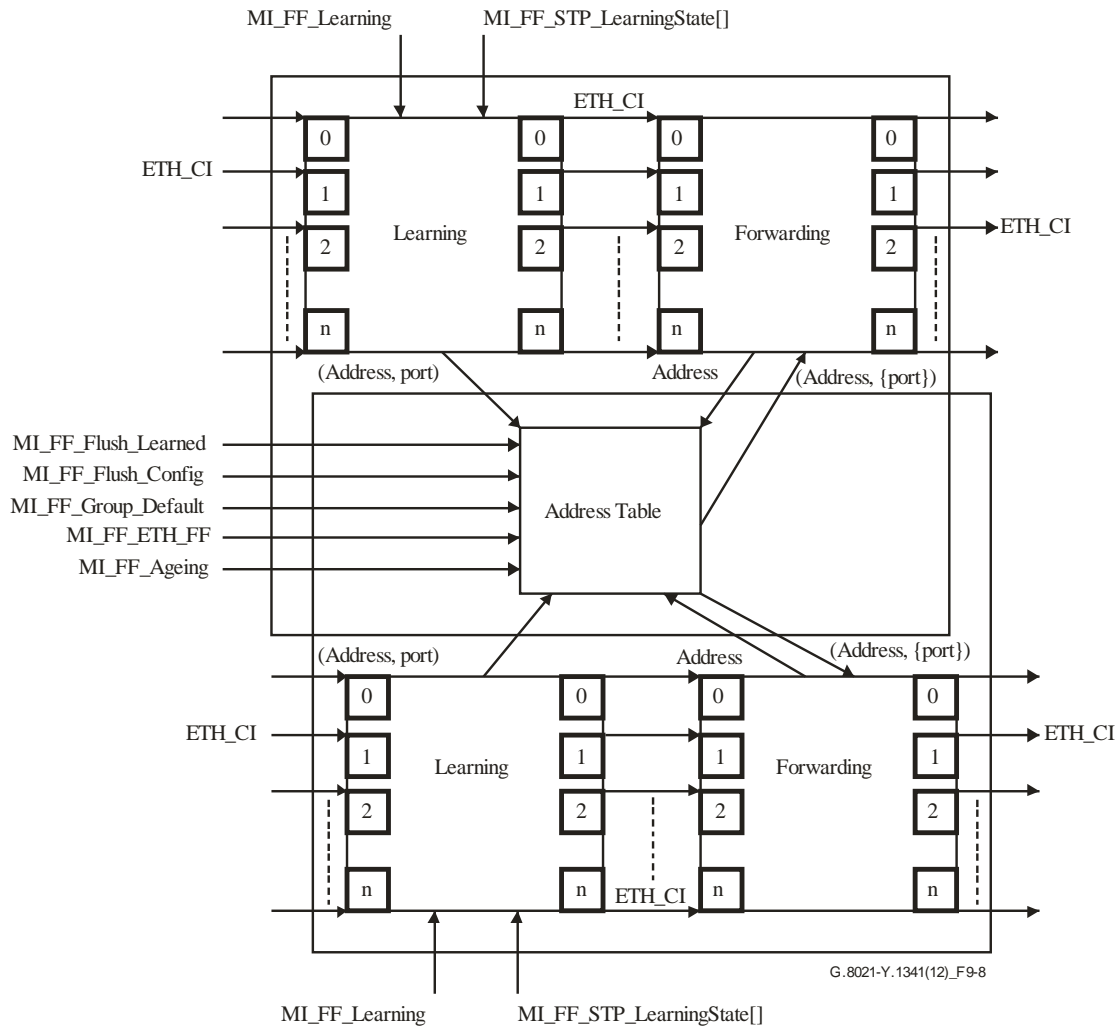 MI_FF_Learning
MI_FF_STP_LearningState[]
ETH_CI
0 0 0 0
ETH_CI
1 1 1 1
Learning
Forwarding
ETH_CI
2 2 2 2
n n n n
(Address, port)
Address
(Address, {port})
MI_FF_Flush_Learned
MI_FF_Flush_Config
MI_FF_Group_Default
MI_FF_ETH_FF
MI_FF_Ageing
Address Table
(Address, port)
Address
(Address, {port})
0 0 0 0
ETH_CI
ETH_CI
1 1 1 1
Learning
Forwarding
2 2 2 2
n n n n
ETH_CI
G.8021-Y.1341(12)_F9-8
MI_FF_Learning
MI_FF_STP_LearningState[]